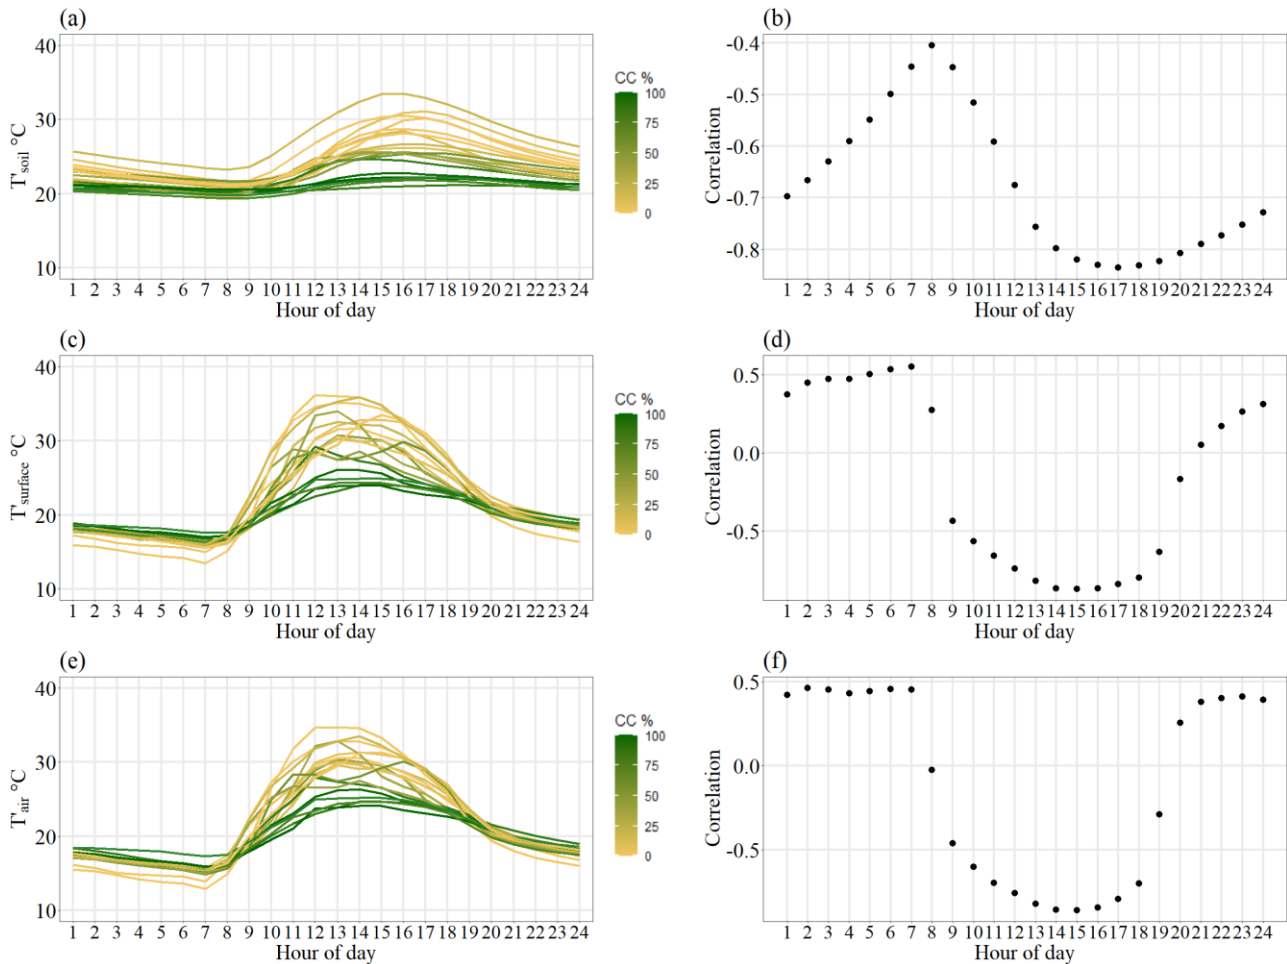 (a)
40
30
20
10
T'soil °C
1 2 3 4 5 6 7 8 9 10 11 12 13 14 15 16 17 18 19 20 21 22 23 24
Hour of day
CC %
100
75
50
25
0
(b)
-0.4
-0.5
-0.6
-0.7
-0.8
Correlation
1 2 3 4 5 6 7 8 9 10 11 12 13 14 15 16 17 18 19 20 21 22 23 24
Hour of day
(c)
40
30
20
10
T'surface °C
1 2 3 4 5 6 7 8 9 10 11 12 13 14 15 16 17 18 19 20 21 22 23 24
Hour of day
CC %
100
75
50
25
0
(d)
0.5
0.0
-0.5
Correlation
1 2 3 4 5 6 7 8 9 10 11 12 13 14 15 16 17 18 19 20 21 22 23 24
Hour of day
(e)
40
30
20
10
T'air °C
1 2 3 4 5 6 7 8 9 10 11 12 13 14 15 16 17 18 19 20 21 22 23 24
Hour of day
CC %
100
75
50
25
0
(f)
0.5
0.0
-0.5
Correlation
1 2 3 4 5 6 7 8 9 10 11 12 13 14 15 16 17 18 19 20 21 22 23 24
Hour of day